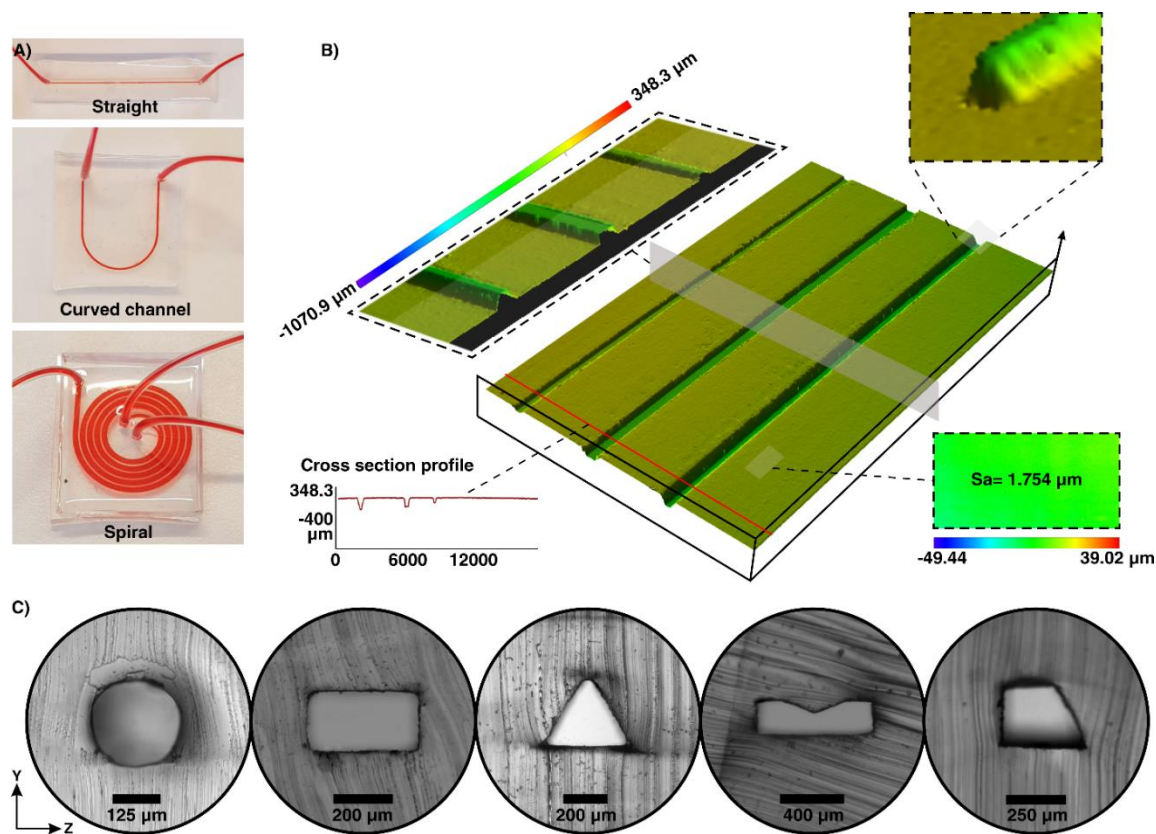 A)
Straight
Curved channel
Spiral
B)
348.3 µm
-1070.9 µm
Cross section profile
348.3
-400
µm
0 6000 12000
Sa= 1.754 µm
-49.44 39.02 µm
C)
Y
Z
125 µm
200 µm
200 µm
400 µm
250 µm